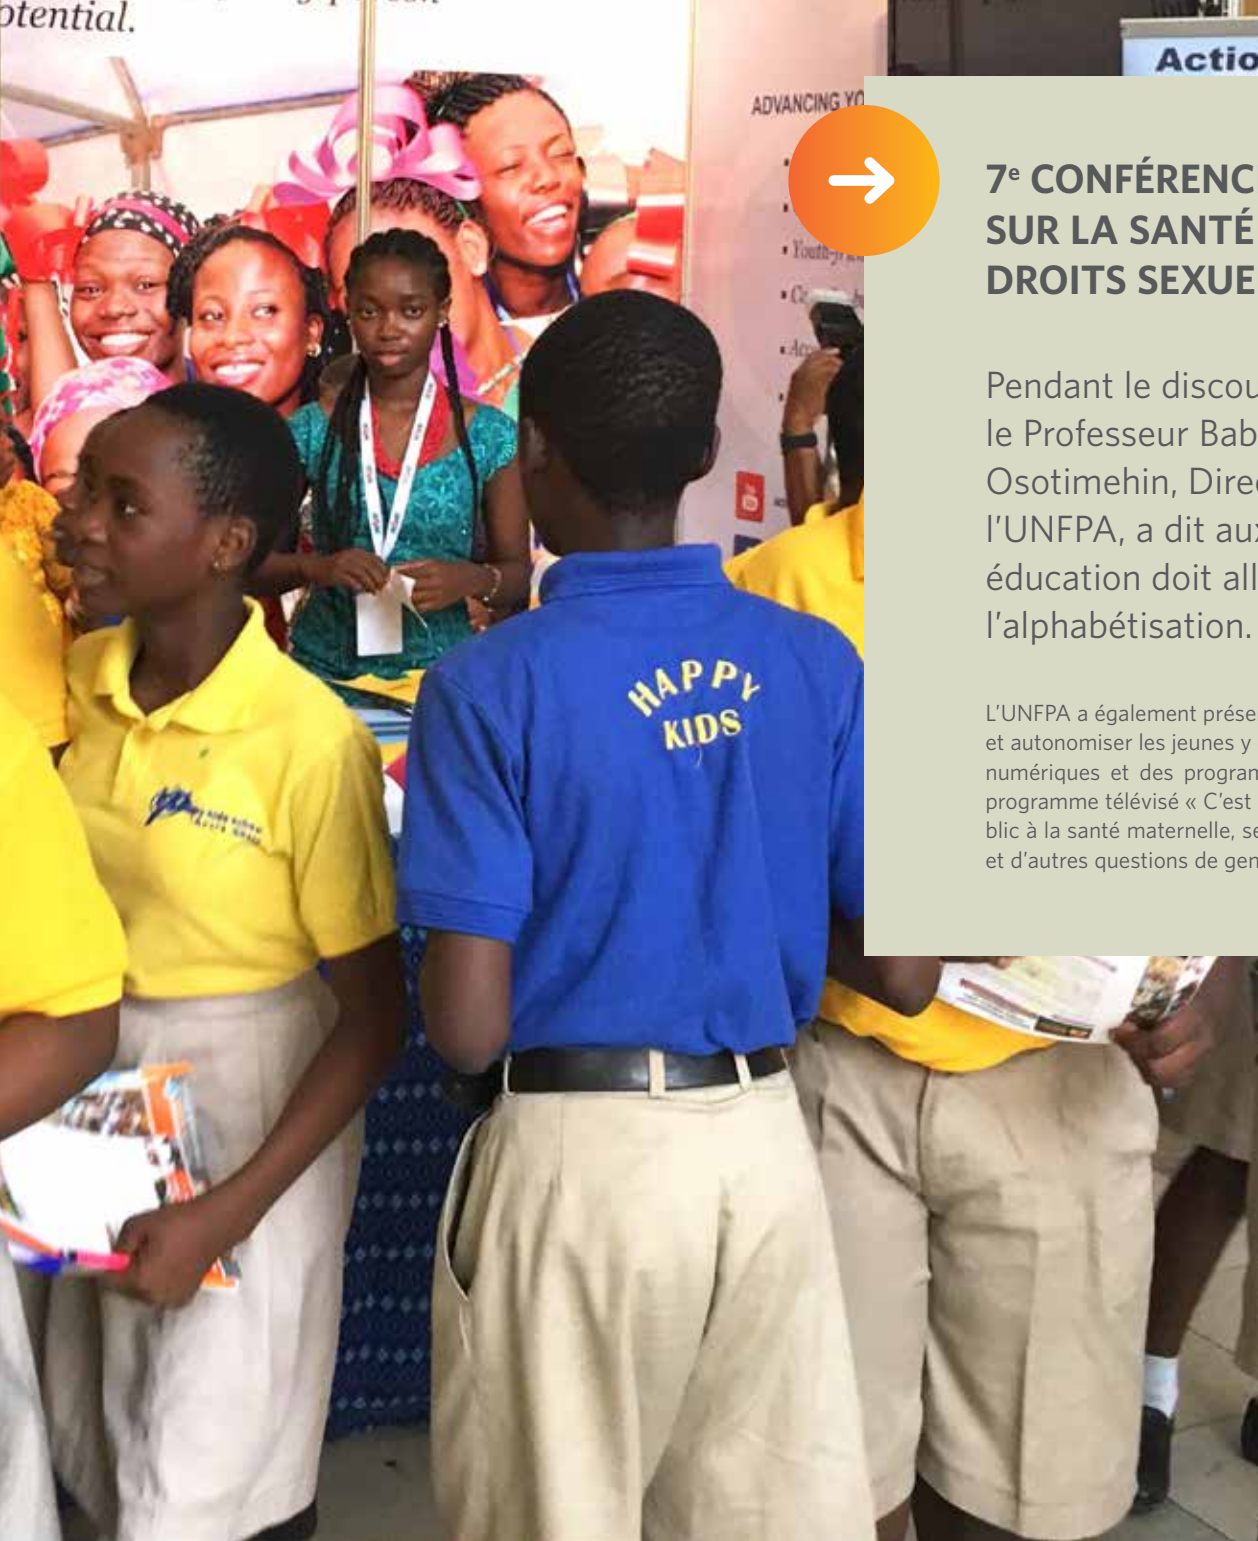 otential.
Actio
ADVANCING YO
7e CONFÉRENC
SUR LA SANTÉ
DROITS SEXUE
Pendant le discou
le Professeur Bab
Osotimehin, Dire
l'UNFPA, a dit aux
éducation doit all
l'alphabétisation.
L'UNFPA a également prése
et autonomiser les jeunes y
numériques et des program
programme télévisé « C'est
blic à la santé maternelle, se
et d'autres questions de gen
HAPPY
KIDS